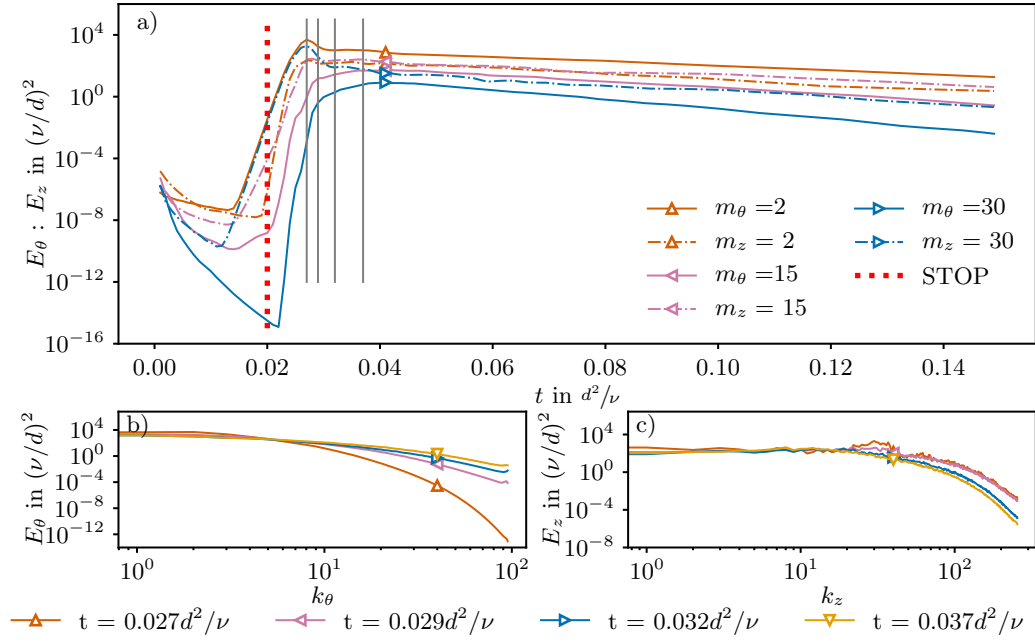 a)
E_θ : E_z in (ν/d)^2
10^4
10^0
10^−4
10^−8
10^−12
10^−16
m_θ =2
m_z = 2
m_θ =15
m_z = 15
m_θ =30
m_z = 30
STOP
0.00 0.02 0.04 0.06 0.08 0.10 0.12 0.14
t in d^2/ν
b)
E_θ in (ν/d)^2
10^4
10^0
10^−4
10^−8
10^−12
10^0 10^1 10^2
k_θ
c)
E_z in (ν/d)^2
10^4
10^0
10^−4
10^−8
10^0 10^1 10^2
k_z
t = 0.027d^2/ν t = 0.029d^2/ν t = 0.032d^2/ν t = 0.037d^2/ν